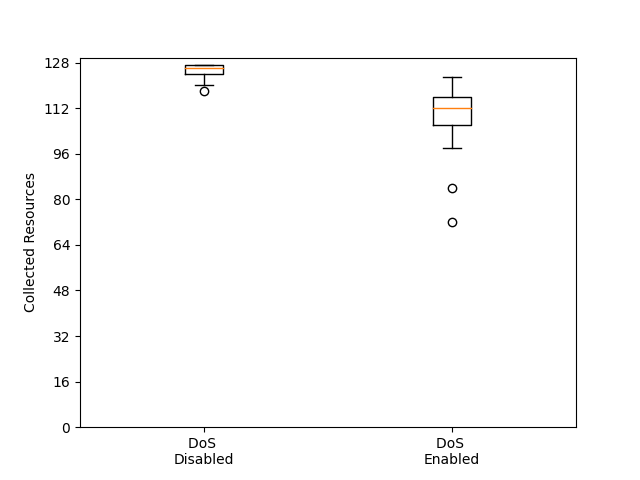 128
112
96
80
64
48
32
16
0
Collected Resources
DoS
Disabled
DoS
Enabled